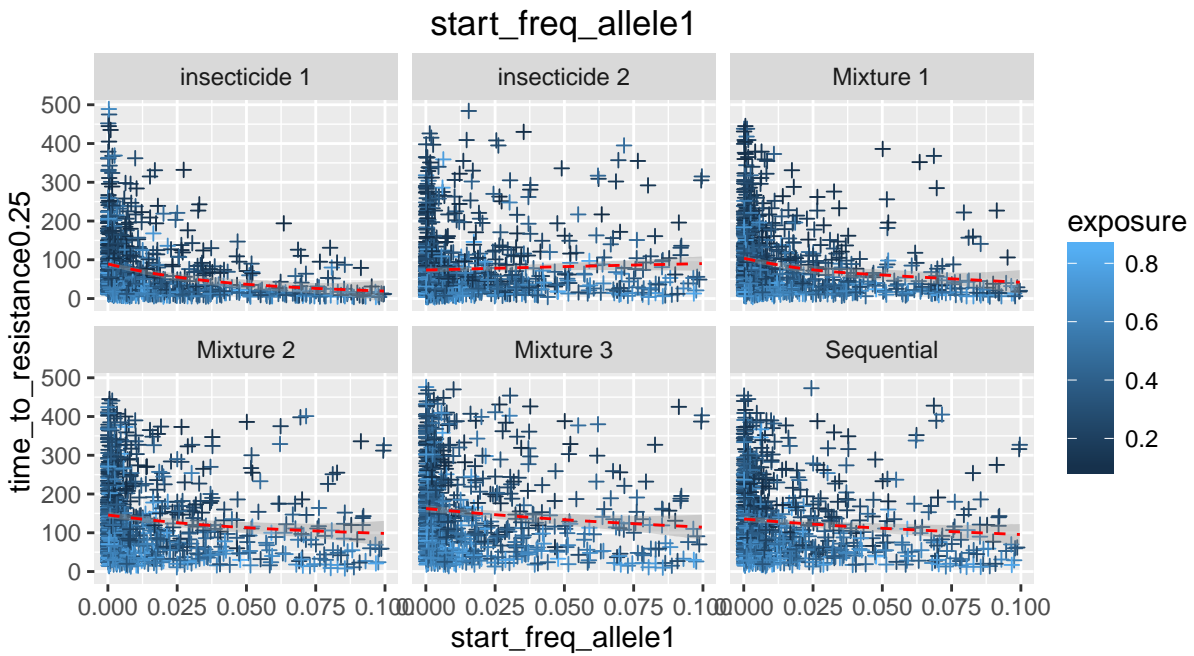 start_freq_allele1
insecticide 1 insecticide 2 Mixture 1
500
400
300
200
100
0
Mixture 2 Mixture 3 Sequential
500
400
300
200
100
0
0.000 0.025 0.050 0.075 0.100
0.000 0.025 0.050 0.075 0.100
0.000 0.025 0.050 0.075 0.100
start_freq_allele1
time_to_resistance0.25
exposure
0.8
0.6
0.4
0.2